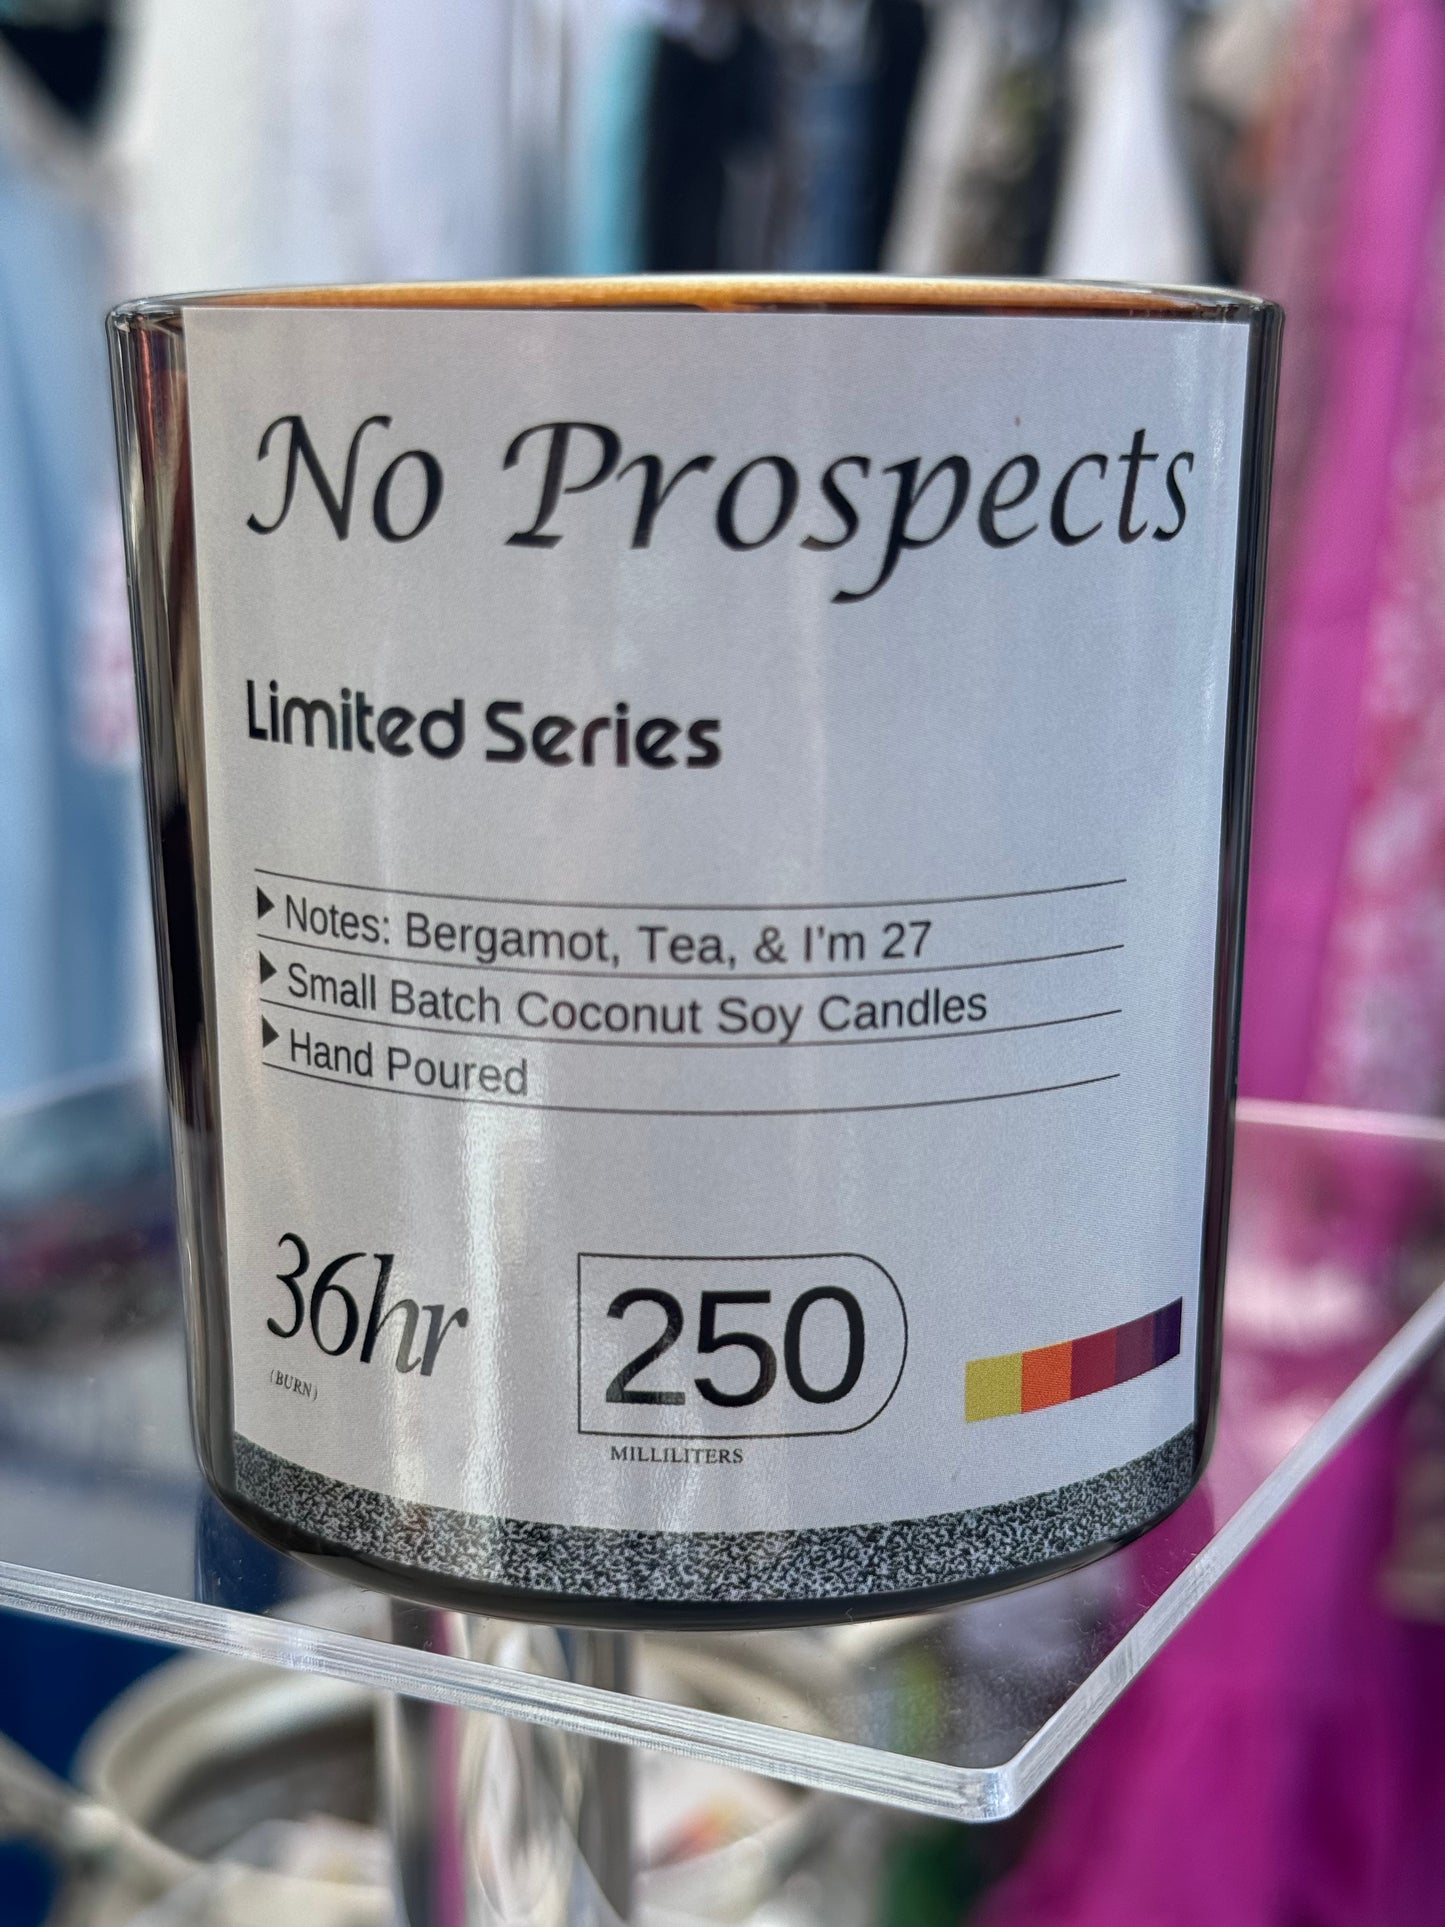 No Prospects
Limited Series
Notes: Bergamot, Tea, & I'm 27
Small Batch Coconut Soy Candles
Hand Poured
36hr
(BURN)
250
MILLILITERS